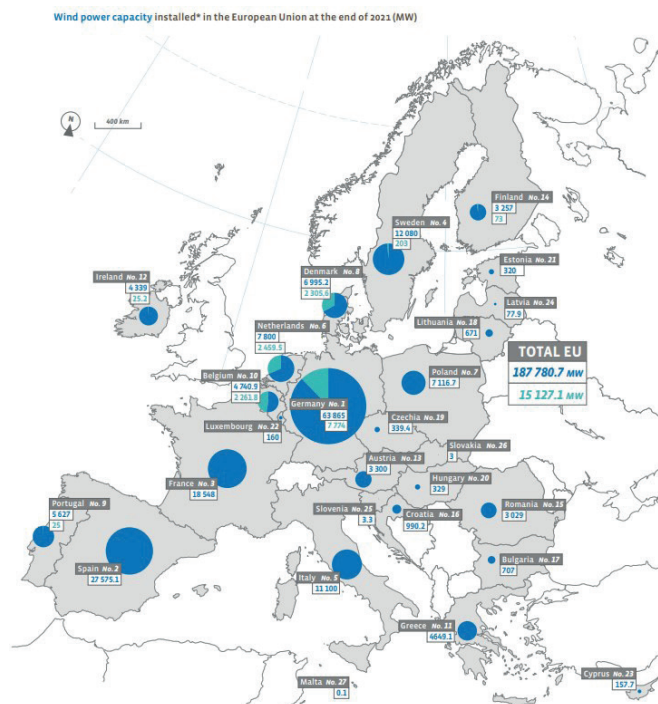 Wind power capacity installed* in the European Union at the end of 2021 (MW)
N
400 km
Finland No. 14
3 257
73
Sweden No. 4
12 080
203
Estonia No. 21
320
Ireland No. 12
4 339
25.2
Denmark No. 8
6 995.2
2 305.6
Latvia No. 24
77.9
Lithuania No. 18
671
Netherlands No. 6
7 800
2 459.5
TOTAL EU
187 780.7 MW
15 127.1 MW
Belgium No. 10
4 740.9
2 261.8
Poland No. 7
7 116.7
Germany No. 1
63 865
7 774
Luxembourg No. 22
160
Czechia No. 19
339.4
Slovakia No. 26
3
Austria No. 13
3 300
France No. 3
18 548
Hungary No. 20
329
Portugal No. 9
5 627
25
Slovenia No. 25
3.3
Croatia No. 16
990.2
Romania No. 15
3 029
Bulgaria No. 17
707
Spain No. 2
27 575.1
Italy No. 5
11 100
Greece No. 11
4649.1
Malta No. 27
0.1
Cyprus No. 23
157.7